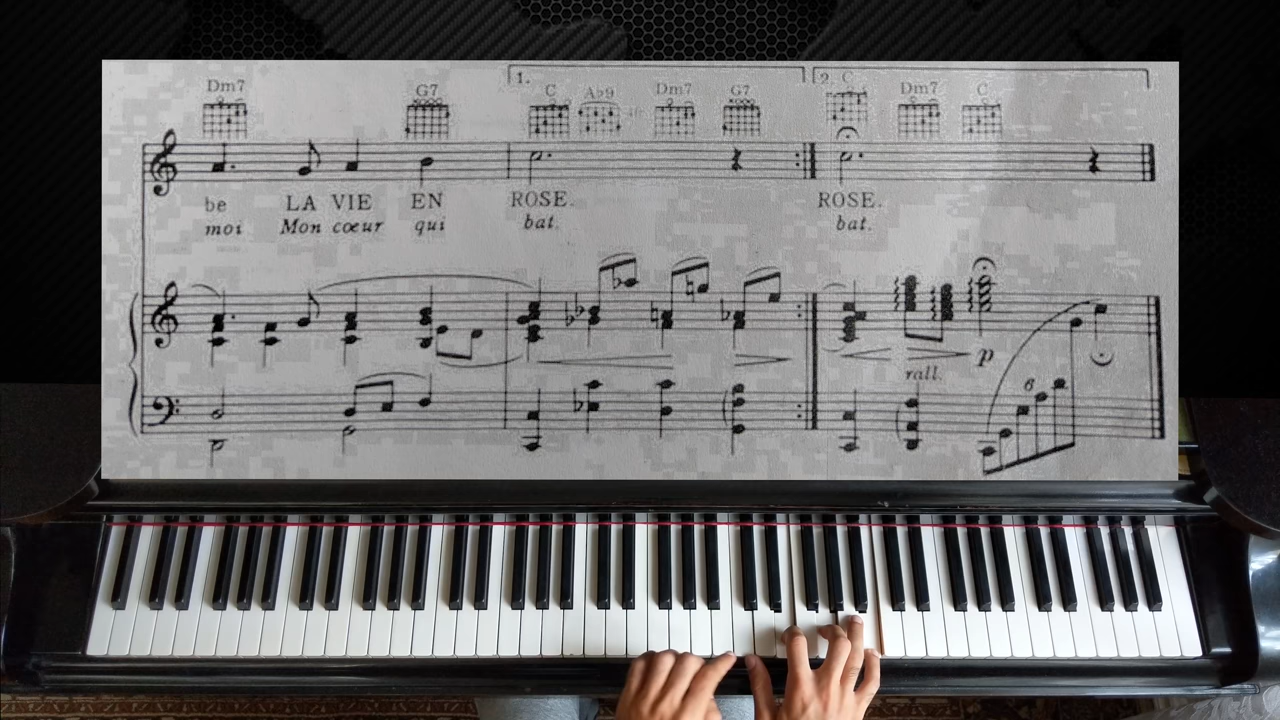 Dm7 G7 C A♭9 Dm7 G7 C Dm7 C
1. 2.
be LA VIE EN ROSE. ROSE.
moi Mon cœur qui bat. bat.
p
rall.
6